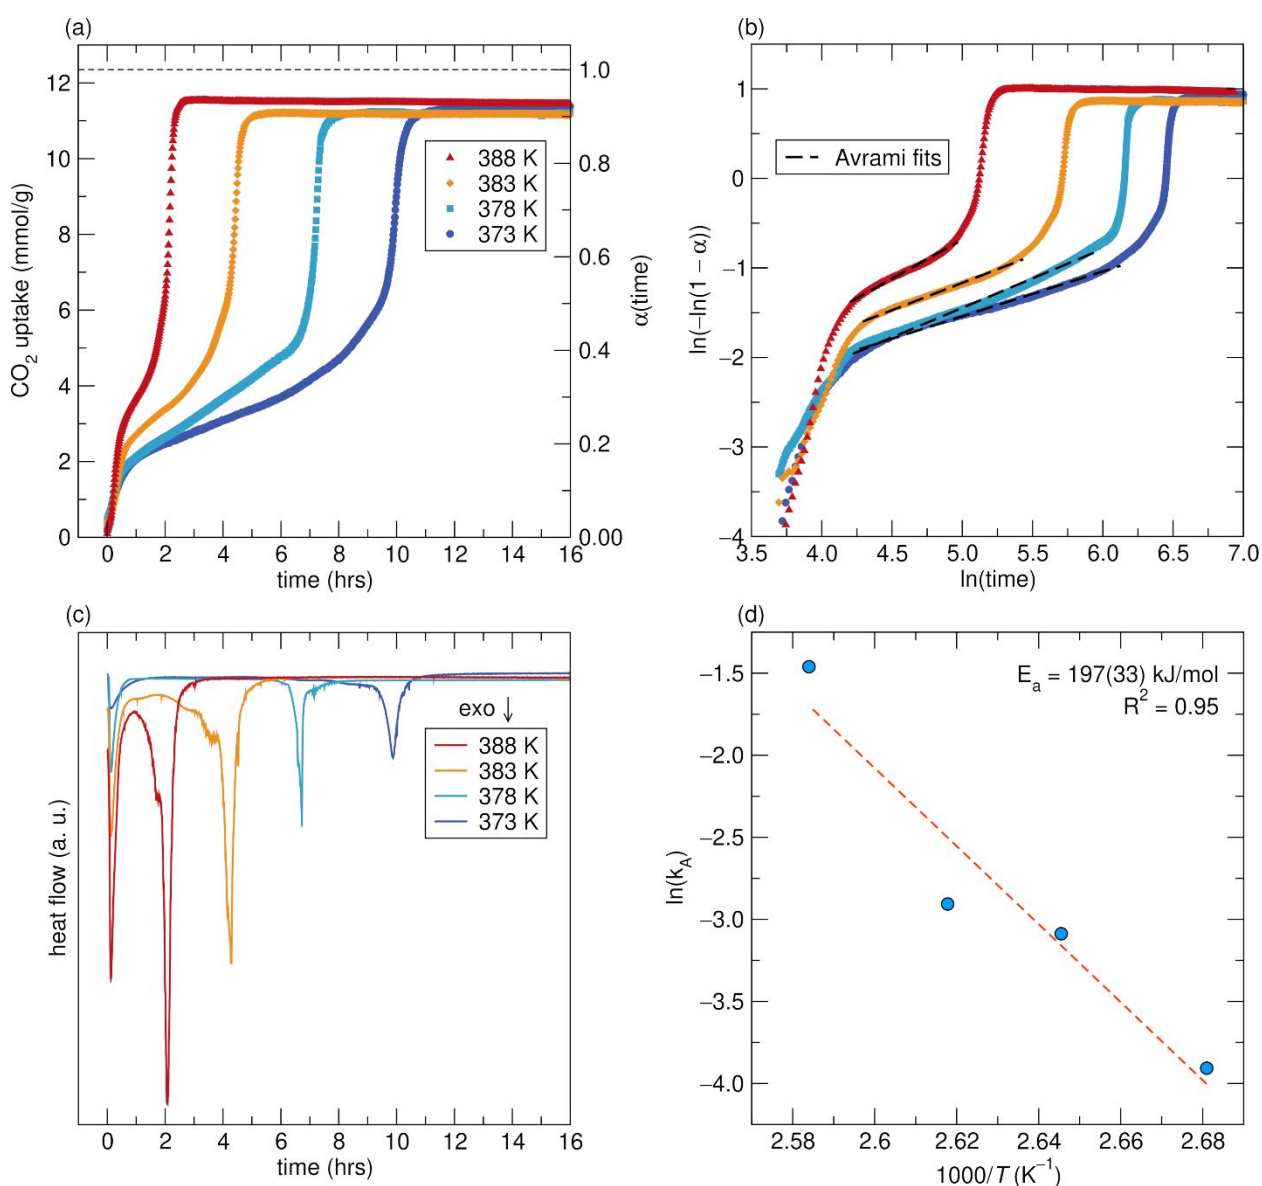 (a)
12
10
8
6
4
2
0
CO2 uptake (mmol/g)
1.0
0.8
0.6
0.4
0.2
0.00
α(time)
388 K
383 K
378 K
373 K
0 2 4 6 8 10 12 14 16
time (hrs)
(b)
1
0
−1
−2
−3
−4
ln(−ln(1 − α))
Avrami fits
3.5 4.0 4.5 5.0 5.5 6.0 6.5 7.0
ln(time)
(c)
heat flow (a. u.)
exo ↓
388 K
383 K
378 K
373 K
0 2 4 6 8 10 12 14 16
time (hrs)
(d)
−1.5
−2.0
−2.5
−3.0
−3.5
−4.0
ln(kA)
Ea = 197(33) kJ/mol
R2 = 0.95
2.58 2.6 2.62 2.64 2.66 2.68
1000/T (K−1)